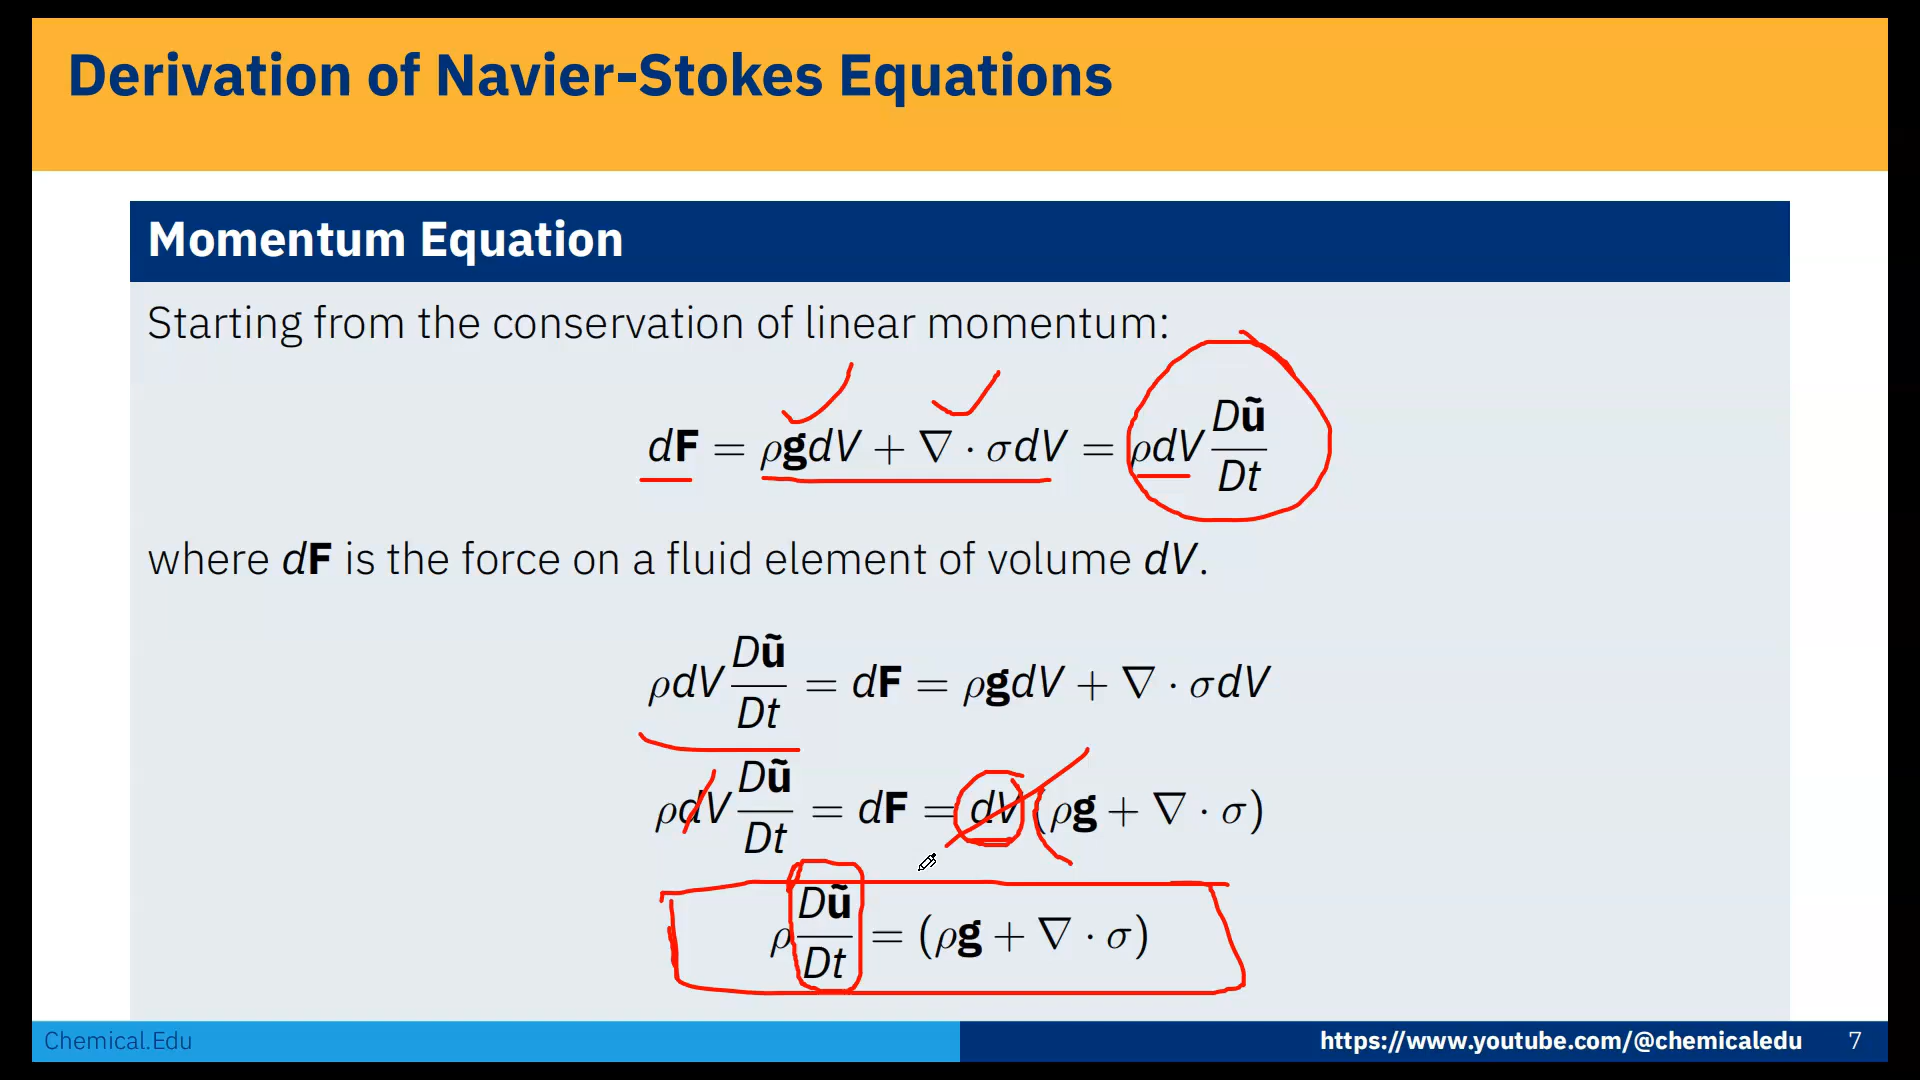 Derivation of Navier-Stokes Equations
Momentum Equation
Starting from the conservation of linear momentum:
d𝐅 = ρ𝐠dV + ∇ · σdV = ρdV Dũ/Dt
where d𝐅 is the force on a fluid element of volume dV.
ρdV Dũ/Dt = d𝐅 = ρ𝐠dV + ∇ · σdV
ρdV Dũ/Dt = d𝐅 = dV (ρ𝐠 + ∇ · σ)
ρ Dũ/Dt = (ρ𝐠 + ∇ · σ)
Chemical.Edu https://www.youtube.com/@chemicaledu 7